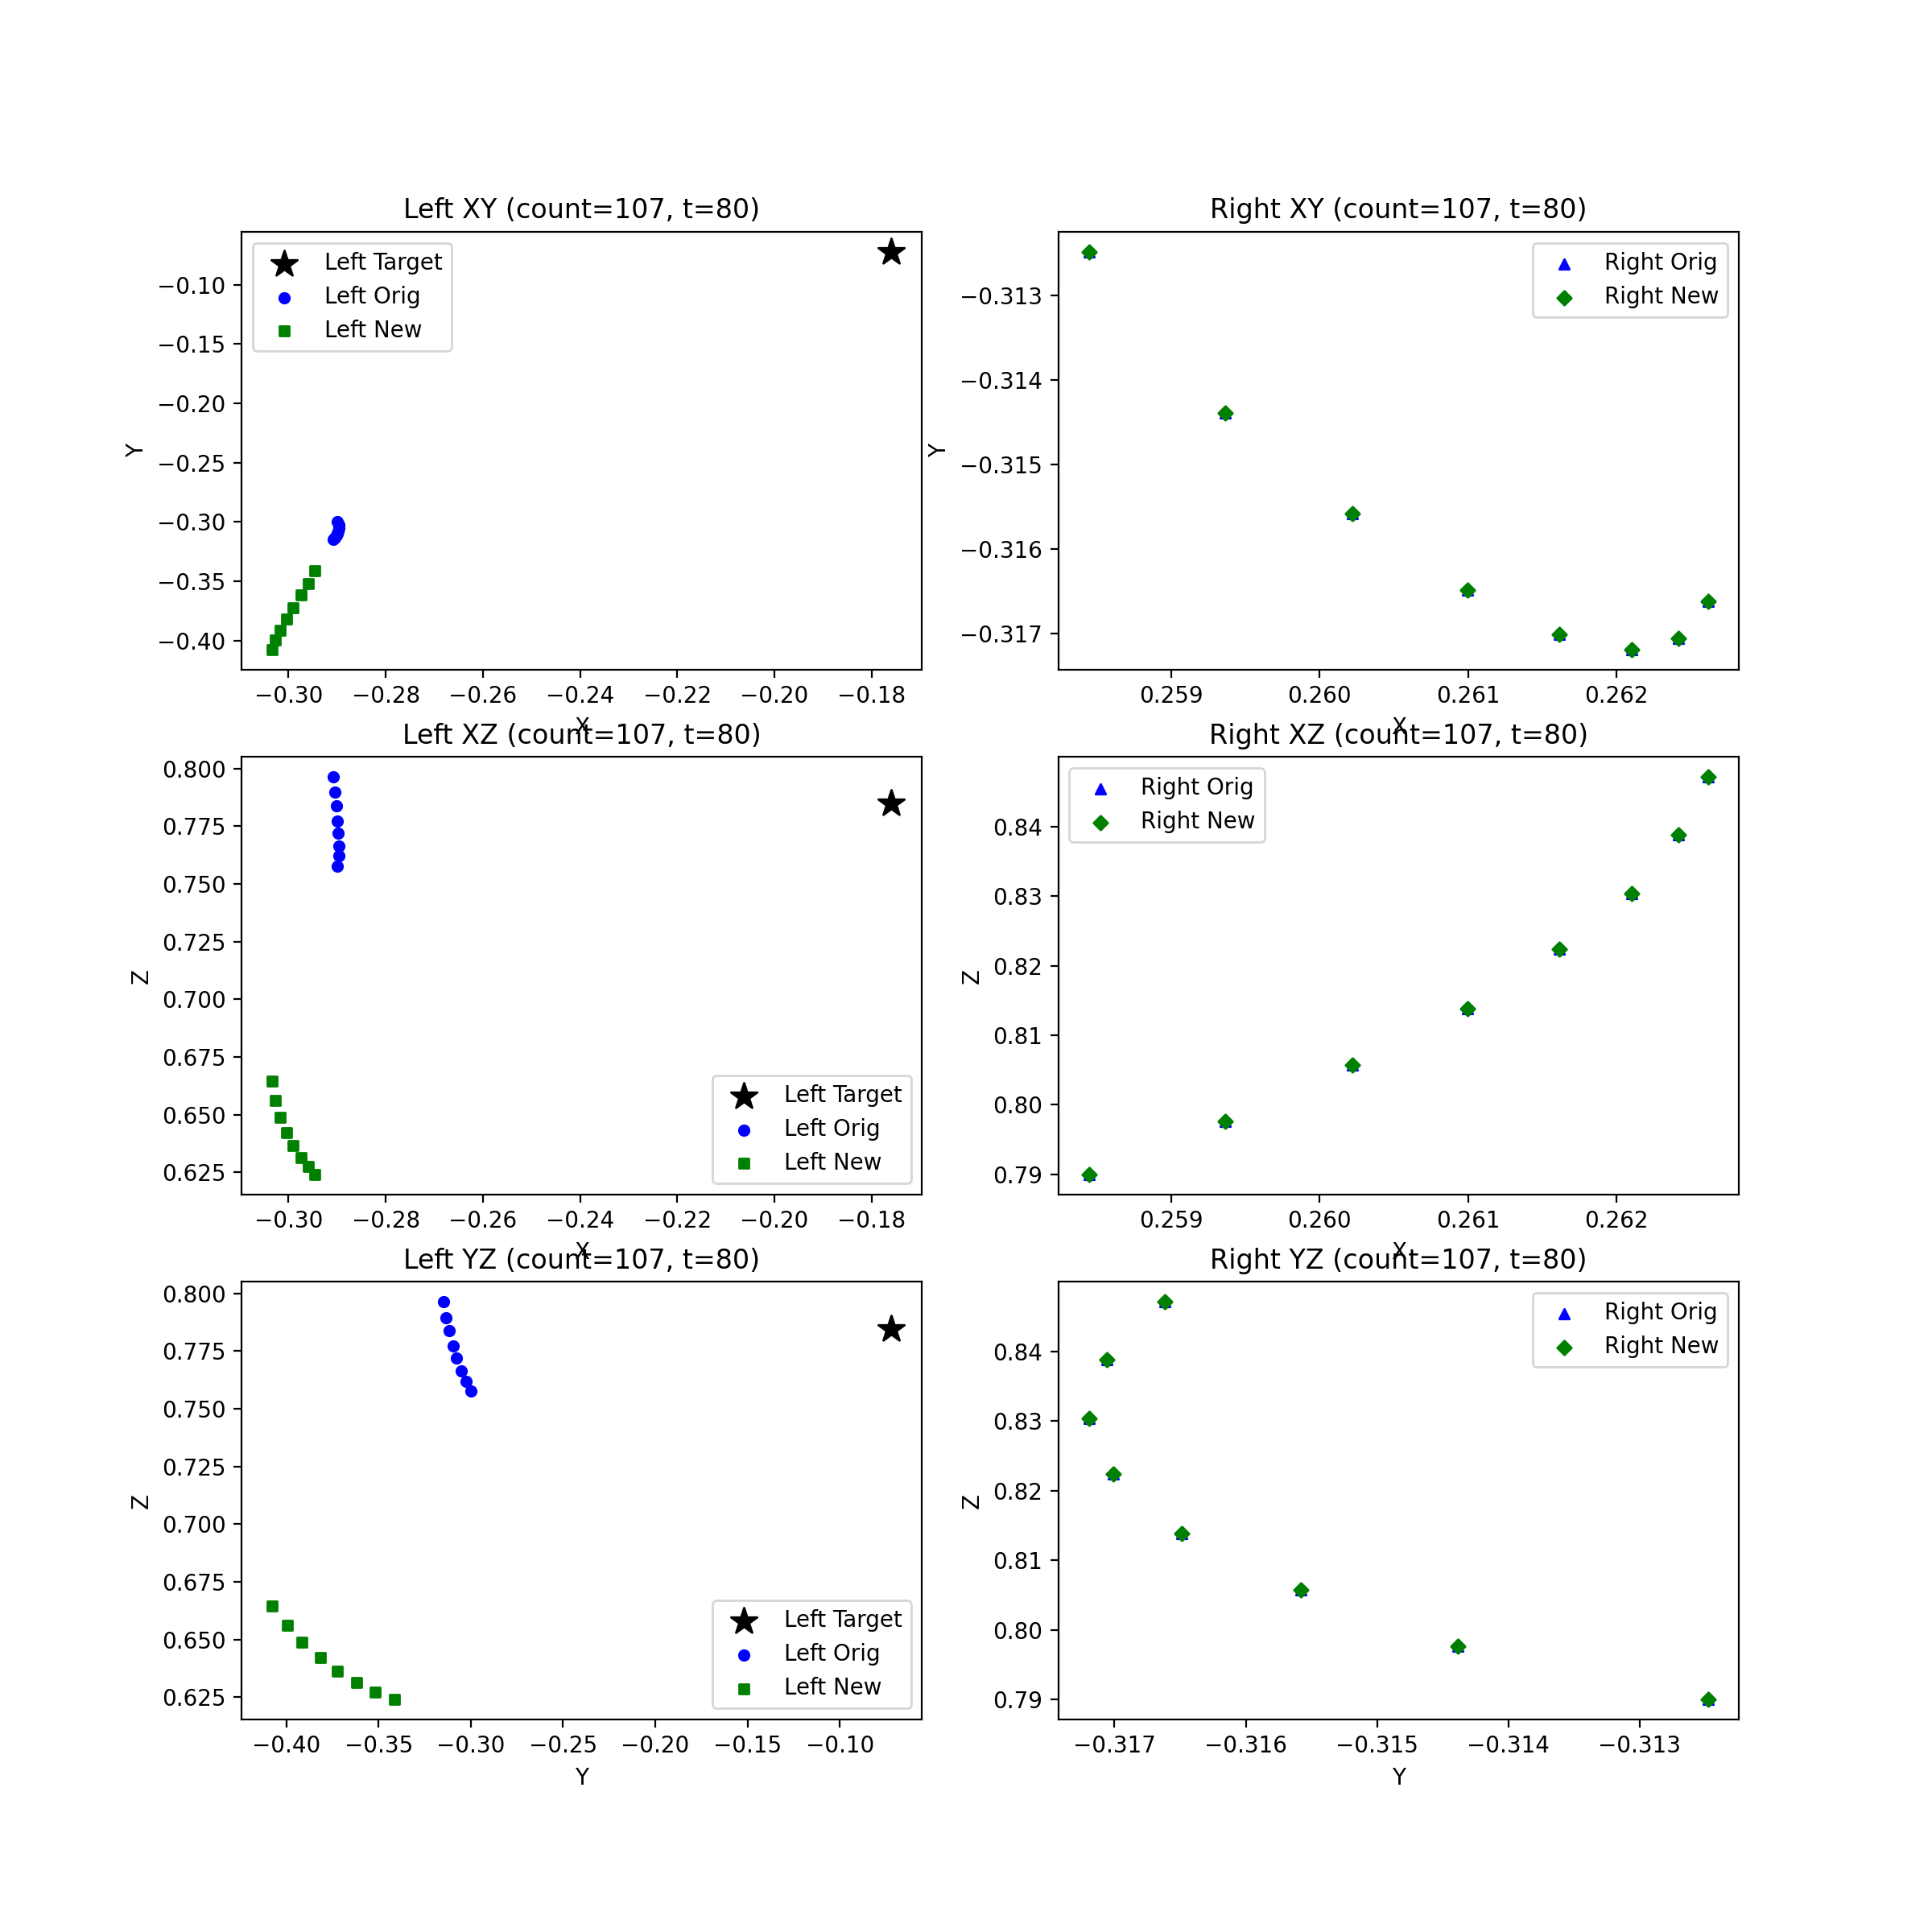 Left XY (count=107, t=80)
Left Target
Left Orig
Left New
−0.10
−0.15
−0.20
−0.25
−0.30
−0.35
−0.40
Y
−0.30 −0.28 −0.26 −0.24 −0.22 −0.20 −0.18
X
Right XY (count=107, t=80)
Right Orig
Right New
−0.313
−0.314
−0.315
−0.316
−0.317
Y
0.259 0.260 0.261 0.262
X
Left XZ (count=107, t=80)
0.800
0.775
0.750
0.725
0.700
0.675
0.650
0.625
Z
Left Target
Left Orig
Left New
−0.30 −0.28 −0.26 −0.24 −0.22 −0.20 −0.18
X
Right XZ (count=107, t=80)
Right Orig
Right New
0.84
0.83
0.82
0.81
0.80
0.79
Z
0.259 0.260 0.261 0.262
X
Left YZ (count=107, t=80)
0.800
0.775
0.750
0.725
0.700
0.675
0.650
0.625
Z
Left Target
Left Orig
Left New
−0.40 −0.35 −0.30 −0.25 −0.20 −0.15 −0.10
Y
Right YZ (count=107, t=80)
Right Orig
Right New
0.84
0.83
0.82
0.81
0.80
0.79
Z
−0.317 −0.316 −0.315 −0.314 −0.313
Y